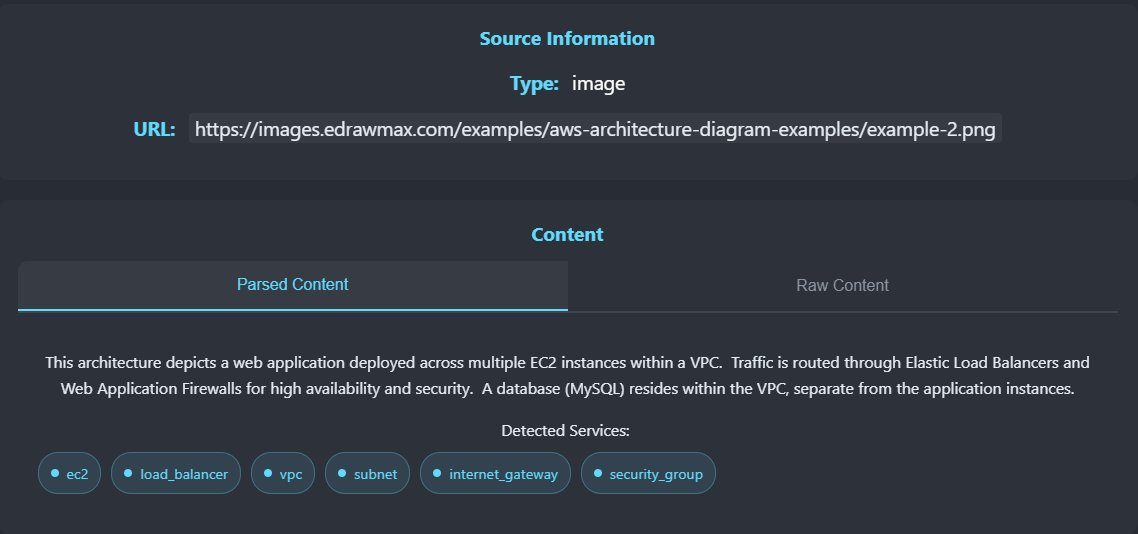 Source Information
Type: image
URL: https://images.edrawmax.com/examples/aws-architecture-diagram-examples/example-2.png
Content
Parsed Content
Raw Content
This architecture depicts a web application deployed across multiple EC2 instances within a VPC. Traffic is routed through Elastic Load Balancers and
Web Application Firewalls for high availability and security. A database (MySQL) resides within the VPC, separate from the application instances.
Detected Services:
ec2 load_balancer vpc subnet internet_gateway security_group